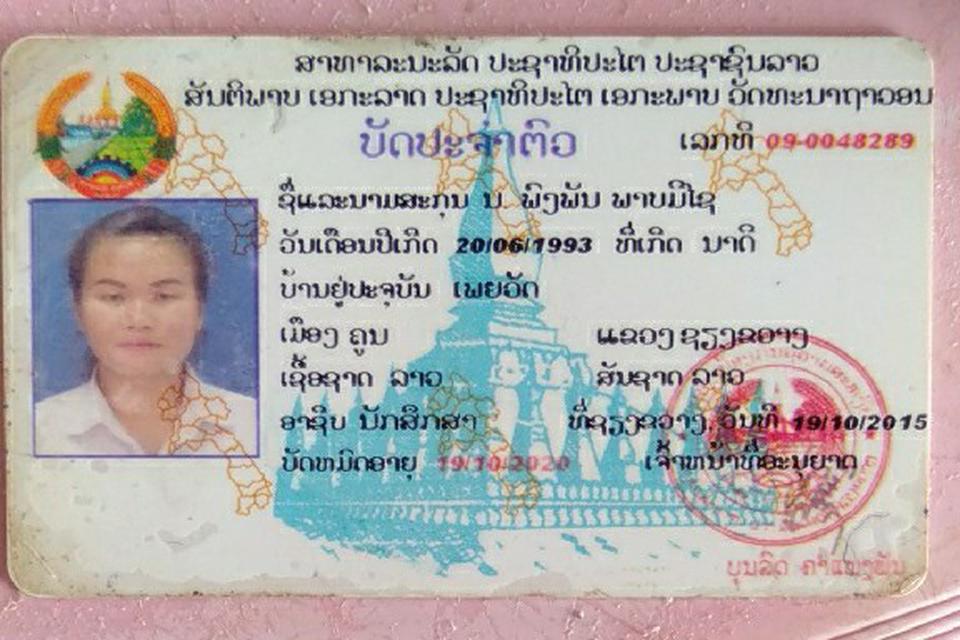 ສາທາລະນະລັດ ປະຊາທິປະໄຕ ປະຊາຊົນລາວ
ສັນຕິພາບ ເອກະລາດ ປະຊາທິປະໄຕ ເອກະພາບ ວັດທະນາຖາວອນ
ບັດປະຈຳຕົວ ເລກທີ 09-0048289
ຊື່ແລະນາມສະກຸນ ນ. ພົງພັນ ພາບມີໄຊ
ວັນເດືອນປີເກີດ 20/06/1993 ທີ່ເກີດ ນາດີ
ບ້ານຢູ່ປະຈຸບັນ ເພຍວັດ
ເມືອງ ຄູນ ແຂວງ ຊຽງຂວາງ
ເຊື້ອຊາດ ລາວ ສັນຊາດ ລາວ
ອາຊີບ ນັກສຶກສາ ທີ່ຊຽງຂວາງ, ວັນທີ 19/10/2015
ບັດຫມົດອາຍຸ 19/10/2020 ເຈົ້າຫນ້າທີ່ອະນຸຍາດ
ບຸນລິດ